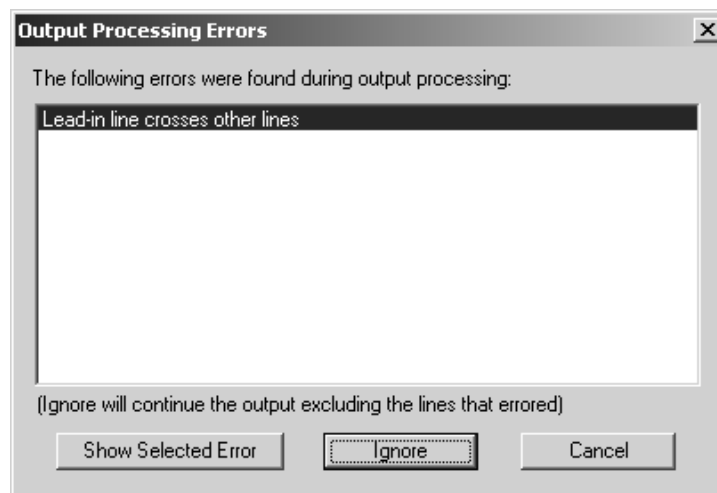 Output Processing Errors
The following errors were found during output processing:
Lead-in line crosses other lines
(Ignore will continue the output excluding the lines that errored)
Show Selected Error
Ignore
Cancel